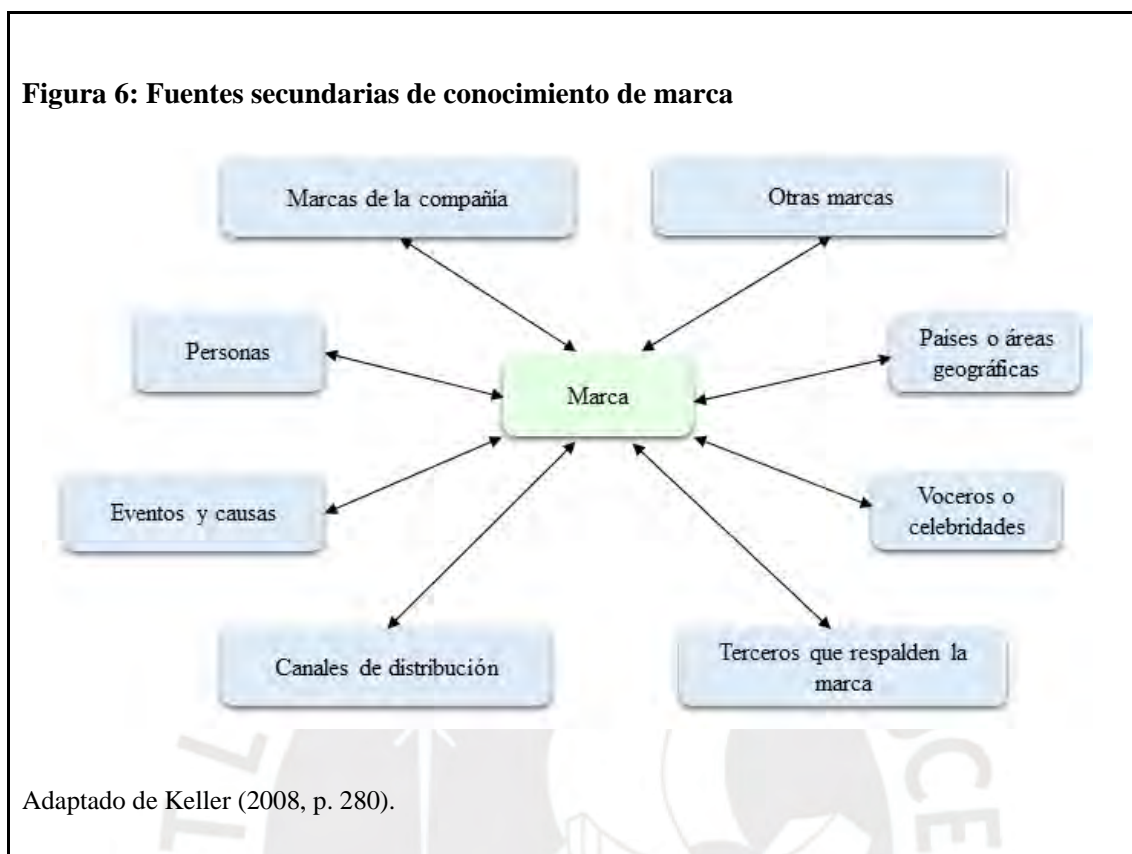 Figura 6: Fuentes secundarias de conocimiento de marca
Marcas de la compañía
Otras marcas
Personas
Paises o áreas
geográficas
Marca
Eventos y causas
Voceros o
celebridades
Canales de distribución
Terceros que respalden la
marca
Adaptado de Keller (2008, p. 280).